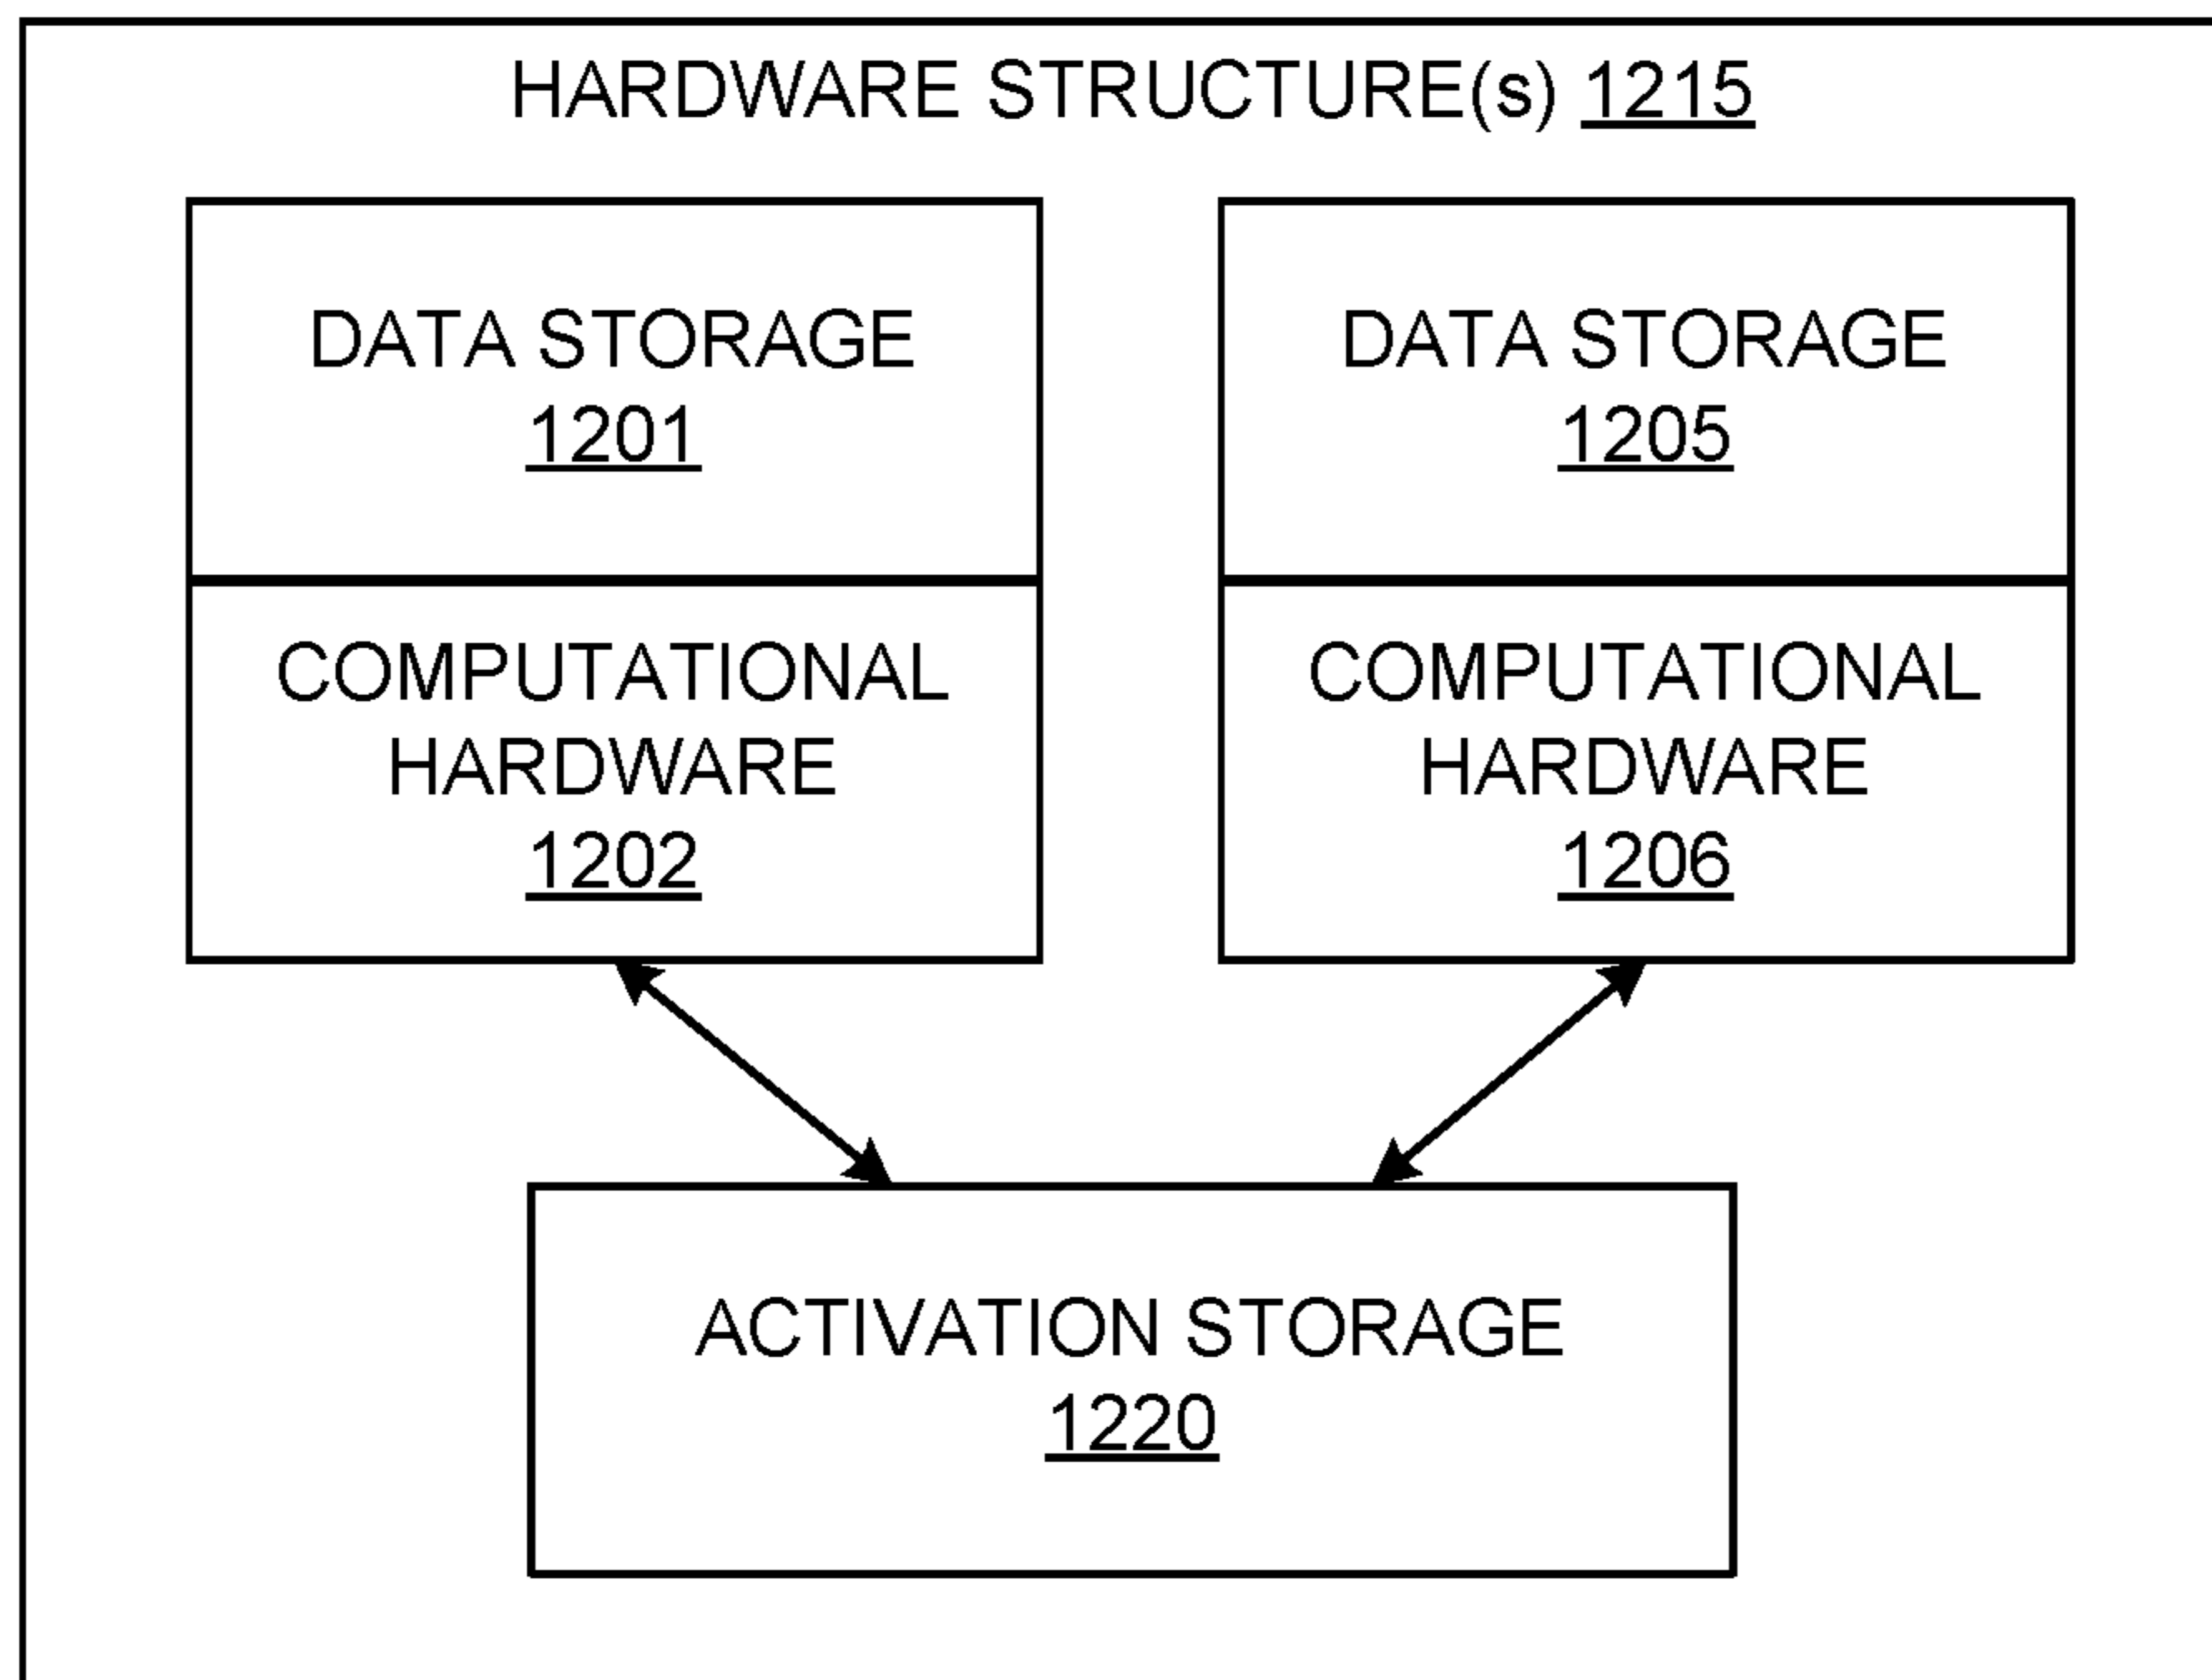 HARDWARE STRUCTURE(s) 1215
DATA STORAGE
1201
COMPUTATIONAL
HARDWARE
1202
DATA STORAGE
1205
COMPUTATIONAL
HARDWARE
1206
ACTIVATION STORAGE
1220